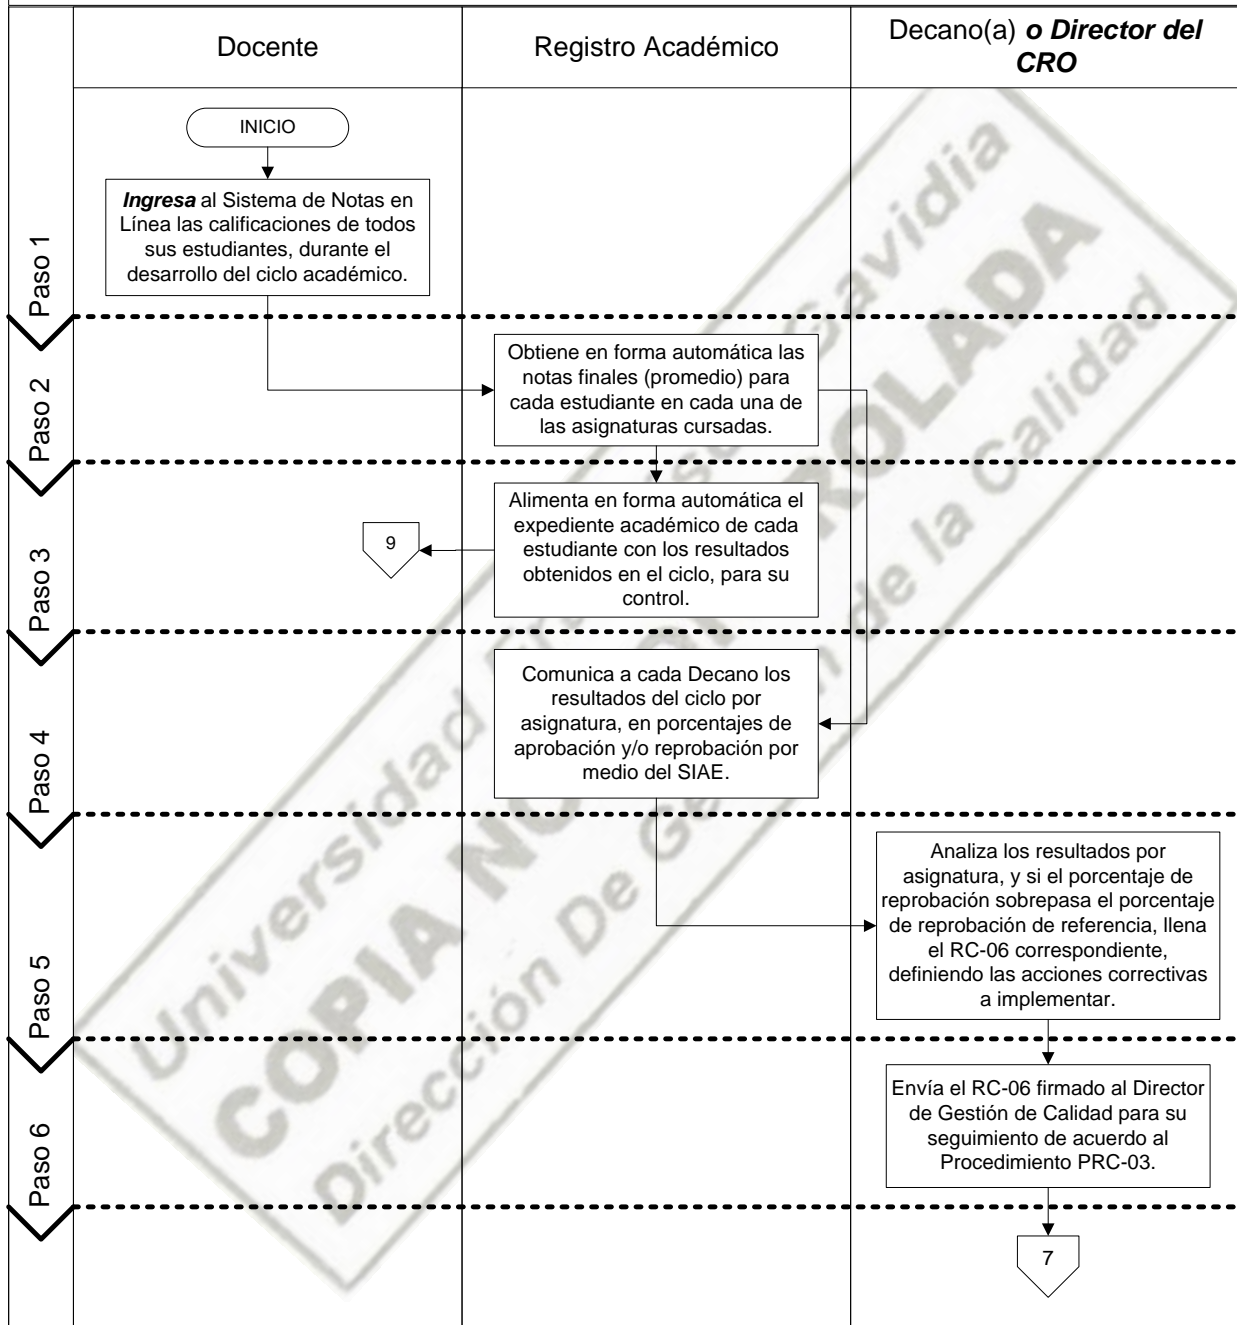 Docente
Registro Académico
Decano(a) o Director del
CRO
INICIO
Paso 1
Ingresa al Sistema de Notas en
Línea las calificaciones de todos
sus estudiantes, durante el
desarrollo del ciclo académico.
Paso 2
Obtiene en forma automática las
notas finales (promedio) para
cada estudiante en cada una de
las asignaturas cursadas.
Paso 3
Alimenta en forma automática el
expediente académico de cada
estudiante con los resultados
obtenidos en el ciclo, para su
control.
9
Paso 4
Comunica a cada Decano los
resultados del ciclo por
asignatura, en porcentajes de
aprobación y/o reprobación por
medio del SIAE.
Paso 5
Analiza los resultados por
asignatura, y si el porcentaje de
reprobación sobrepasa el porcentaje
de reprobación de referencia, llena
el RC-06 correspondiente,
definiendo las acciones correctivas
a implementar.
Paso 6
Envía el RC-06 firmado al Director
de Gestión de Calidad para su
seguimiento de acuerdo al
Procedimiento PRC-03.
7
Universidad Gavidia
COPIA NO
Dirección De de la Calidad